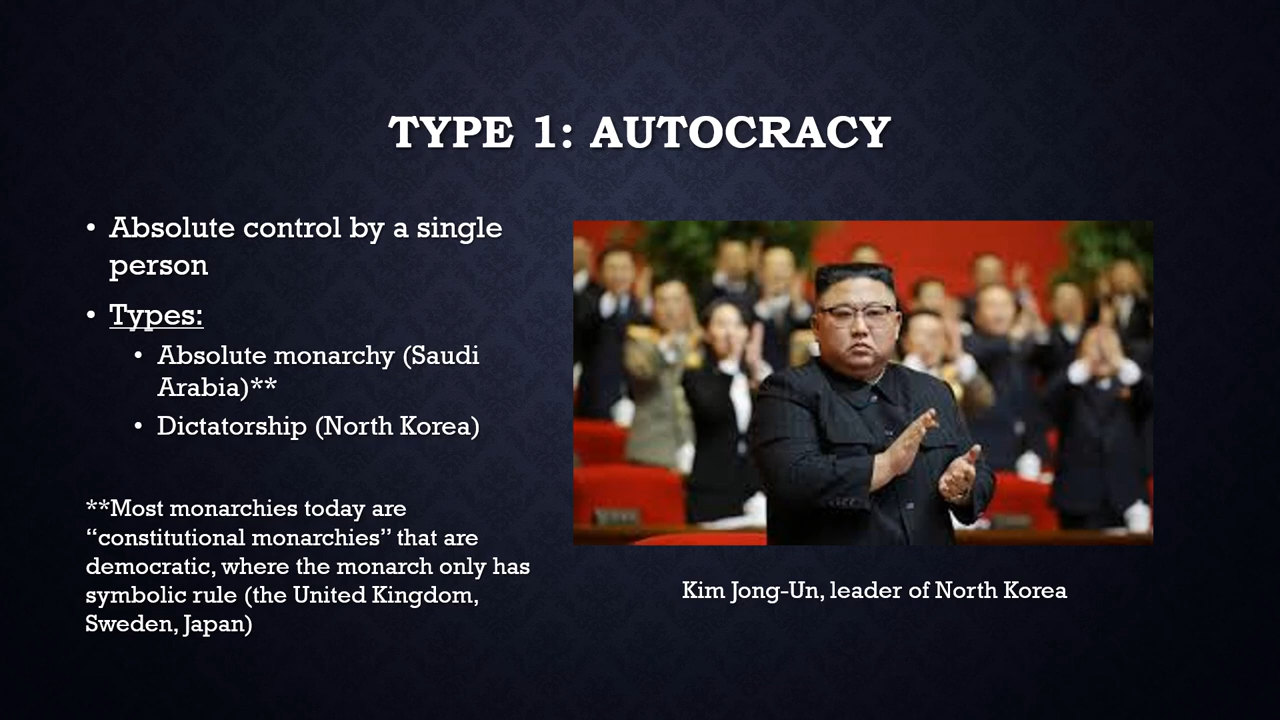 TYPE 1: AUTOCRACY
• Absolute control by a single
person
• Types:
• Absolute monarchy (Saudi
Arabia)**
• Dictatorship (North Korea)
**Most monarchies today are
“constitutional monarchies” that are
democratic, where the monarch only has
symbolic rule (the United Kingdom,
Sweden, Japan)
Kim Jong-Un, leader of North Korea